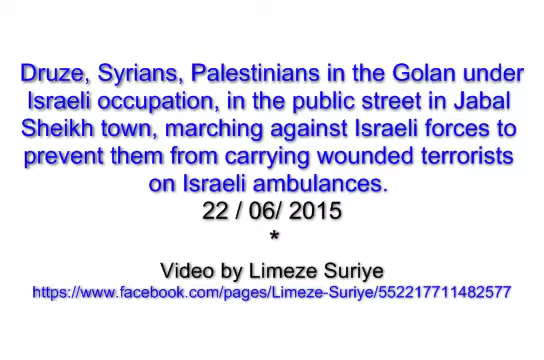 Druze, Syrians, Palestinians in the Golan under
Israeli occupation, in the public street in Jabal
Sheikh town, marching against Israeli forces to
prevent them from carrying wounded terrorists
on Israeli ambulances.
22 / 06/ 2015
*
Video by Limeze Suriye
https://www.facebook.com/pages/Limeze-Suriye/552217711482577